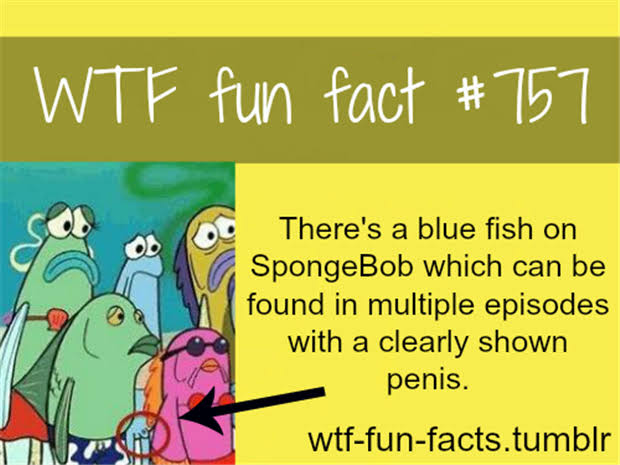 WTF fun fact #757
There's a blue fish on
SpongeBob which can be
found in multiple episodes
with a clearly shown
penis.
wtf-fun-facts.tumblr